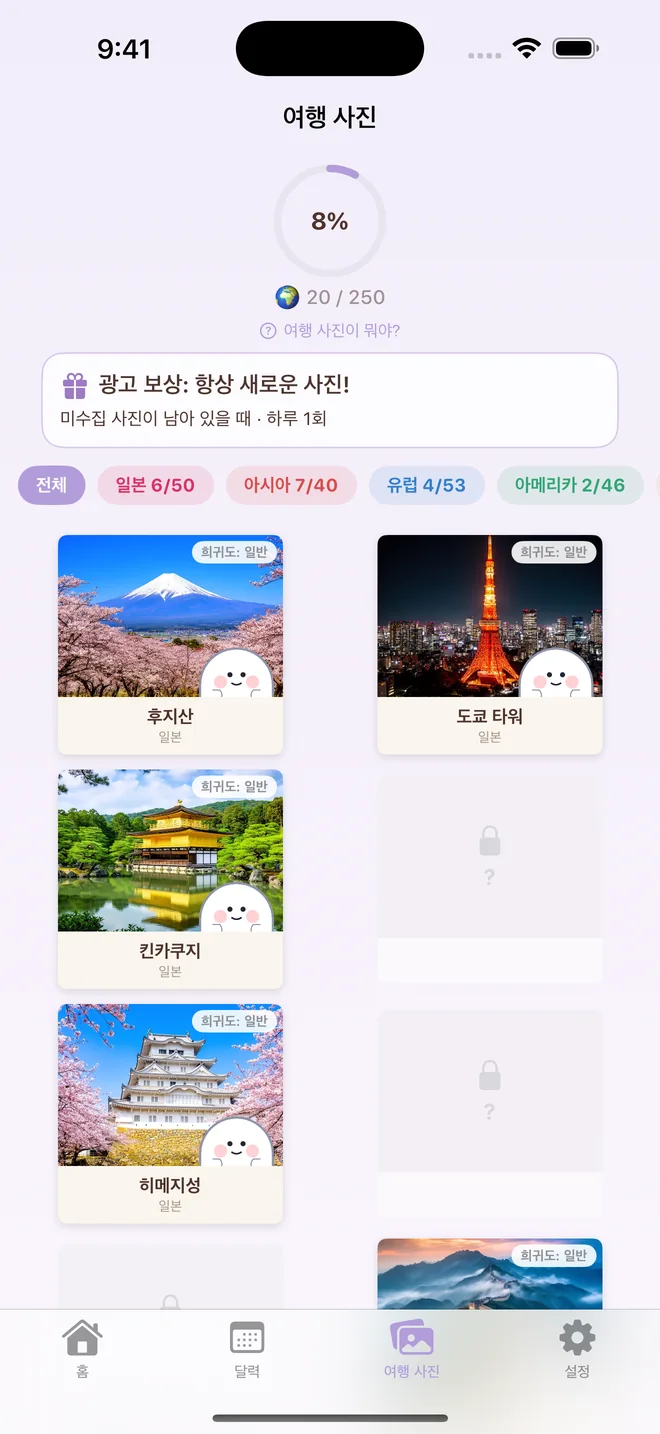 9:41
여행 사진
8%
20 / 250
? 여행 사진이 뭐야?
광고 보상: 항상 새로운 사진!
미수집 사진이 남아 있을 때 · 하루 1회
전체 일본 6/50 아시아 7/40 유럽 4/53 아메리카 2/46
희귀도: 일반 희귀도: 일반
후지산 도쿄 타워
일본 일본
희귀도: 일반
킨카쿠지
일본
?
희귀도: 일반
히메지성
일본
?
희귀도: 일반
홈 달력 여행 사진 설정